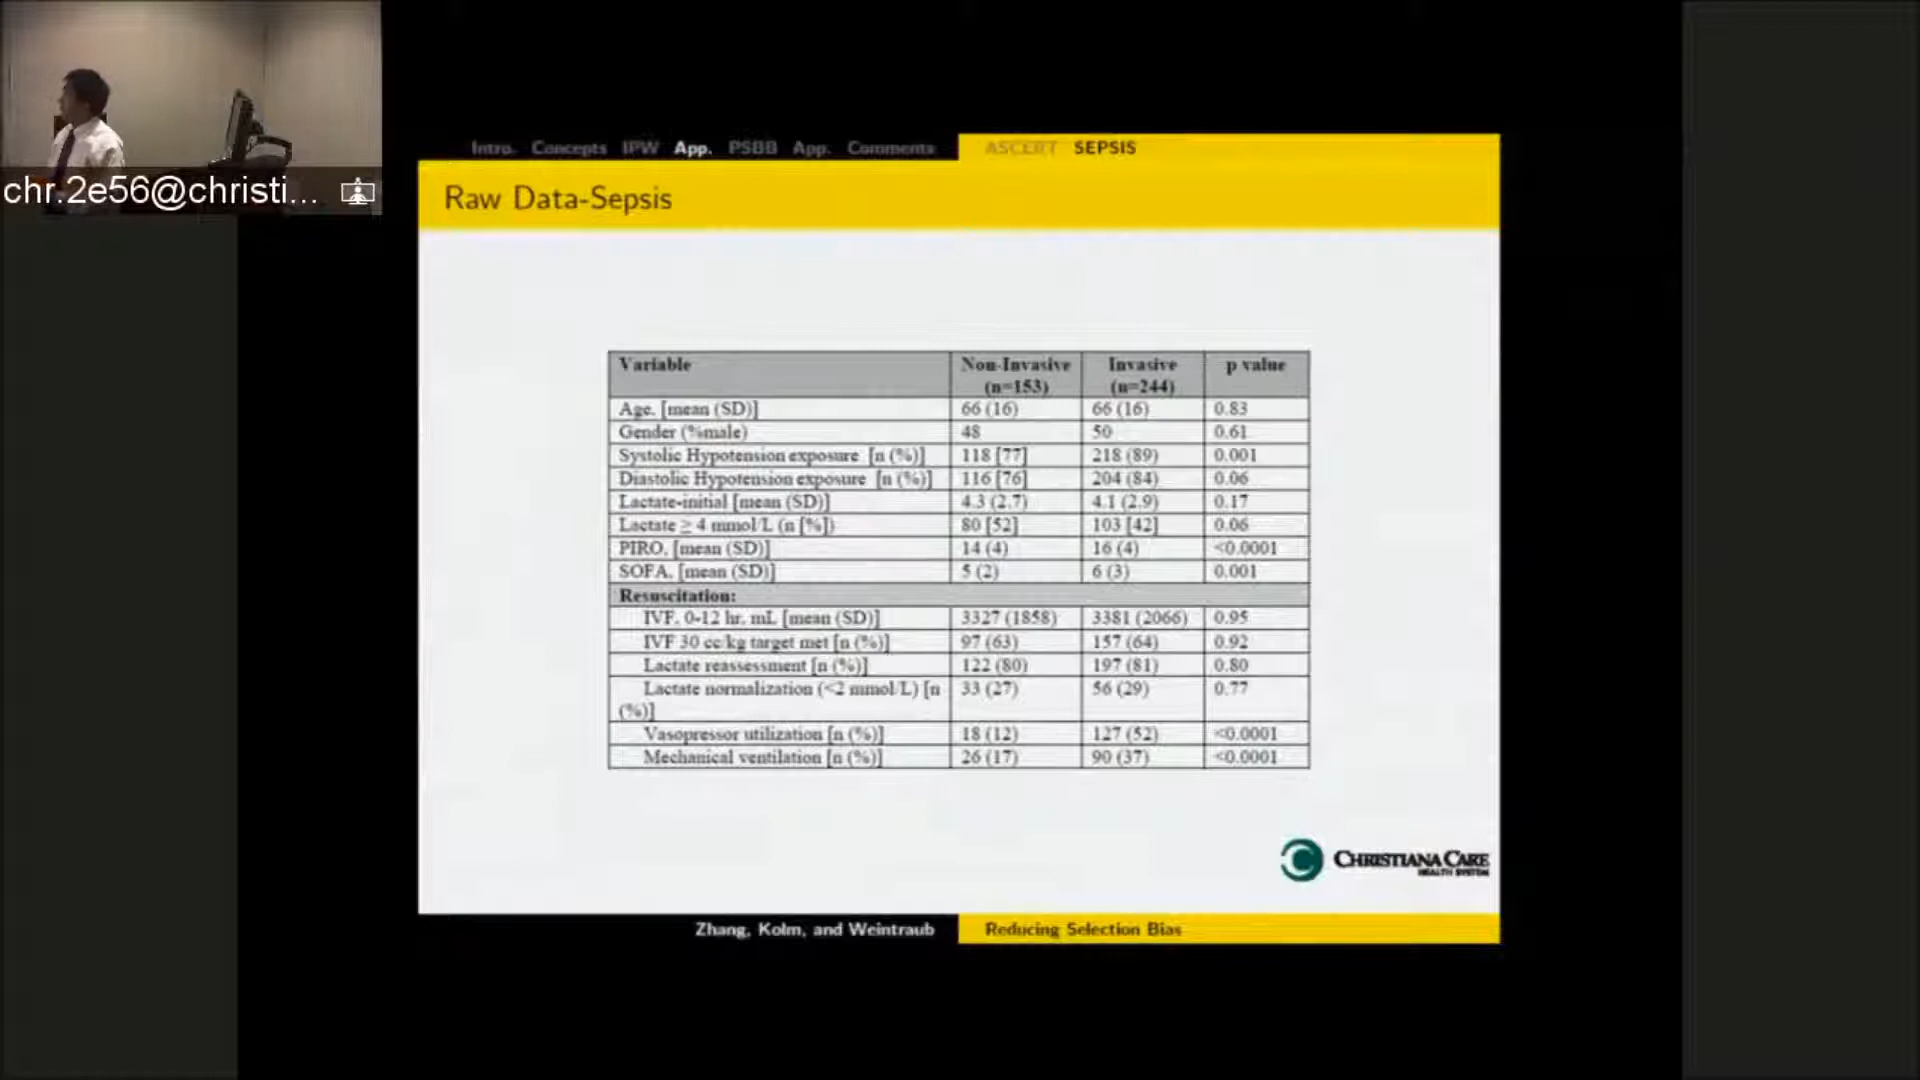 chr.2e56@christi...
Intro. Concepts IPW App. PSBB App. Comments ASCERT SEPSIS
Raw Data-Sepsis
Variable Non-Invasive (n=153) Invasive (n=244) p value
Age. [mean (SD)] 66 (16) 66 (16) 0.83
Gender (%male) 48 50 0.61
Systolic Hypotension exposure [n (%)] 118 [77] 218 (89) 0.001
Diastolic Hypotension exposure [n (%)] 116 [76] 204 (84) 0.06
Lactate-initial [mean (SD)] 4.3 (2.7) 4.1 (2.9) 0.17
Lactate ≥ 4 mmol/L (n [%]) 80 [52] 103 [42] 0.06
PIRO, [mean (SD)] 14 (4) 16 (4) <0.0001
SOFA, [mean (SD)] 5 (2) 6 (3) 0.001
Resuscitation:
IVF, 0-12 hr, mL [mean (SD)] 3327 (1858) 3381 (2066) 0.95
IVF 30 cc/kg target met [n (%)] 97 (63) 157 (64) 0.92
Lactate reassessment [n (%)] 122 (80) 197 (81) 0.80
Lactate normalization (<2 mmol/L) [n (%)] 33 (27) 56 (29) 0.77
Vasopressor utilization [n (%)] 18 (12) 127 (52) <0.0001
Mechanical ventilation [n (%)] 26 (17) 90 (37) <0.0001
CHRISTIANA CARE
HEALTH SYSTEM
Zhang, Kolm, and Weintraub Reducing Selection Bias